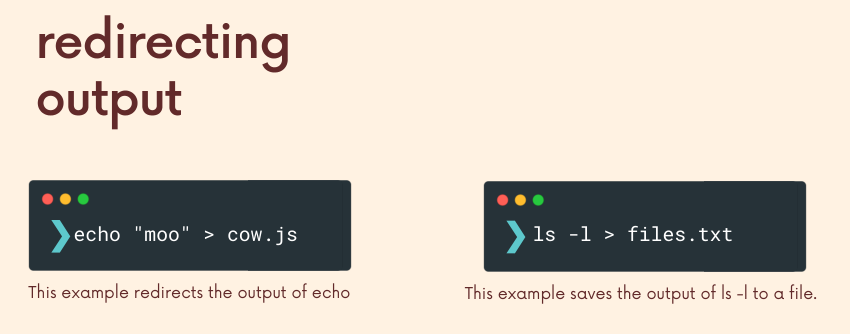 redirecting
output
❯ echo "moo" > cow.js
This example redirects the output of echo
❯ ls -l > files.txt
This example saves the output of ls -l to a file.